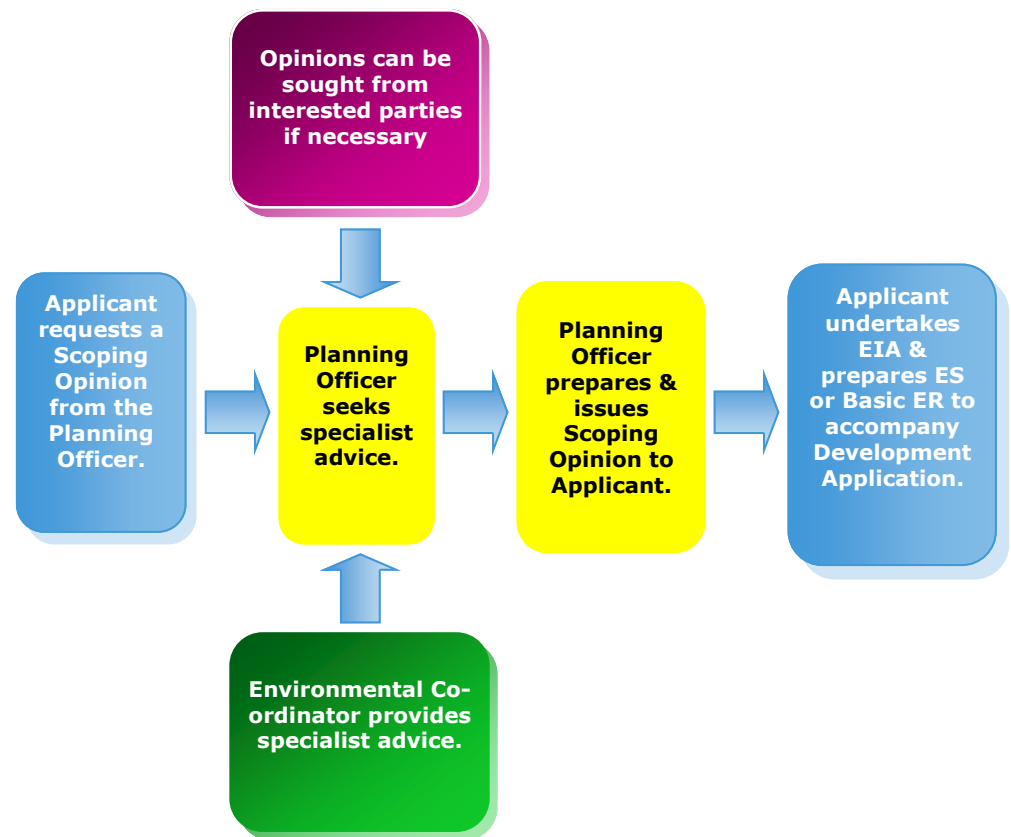 Opinions can be
sought from
interested parties
if necessary
Applicant
requests a
Scoping
Opinion
from the
Planning
Officer.
Planning
Officer
seeks
specialist
advice.
Planning
Officer
prepares &
issues
Scoping
Opinion to
Applicant.
Applicant
undertakes
EIA &
prepares ES
or Basic ER to
accompany
Development
Application.
Environmental Co-
ordinator provides
specialist advice.